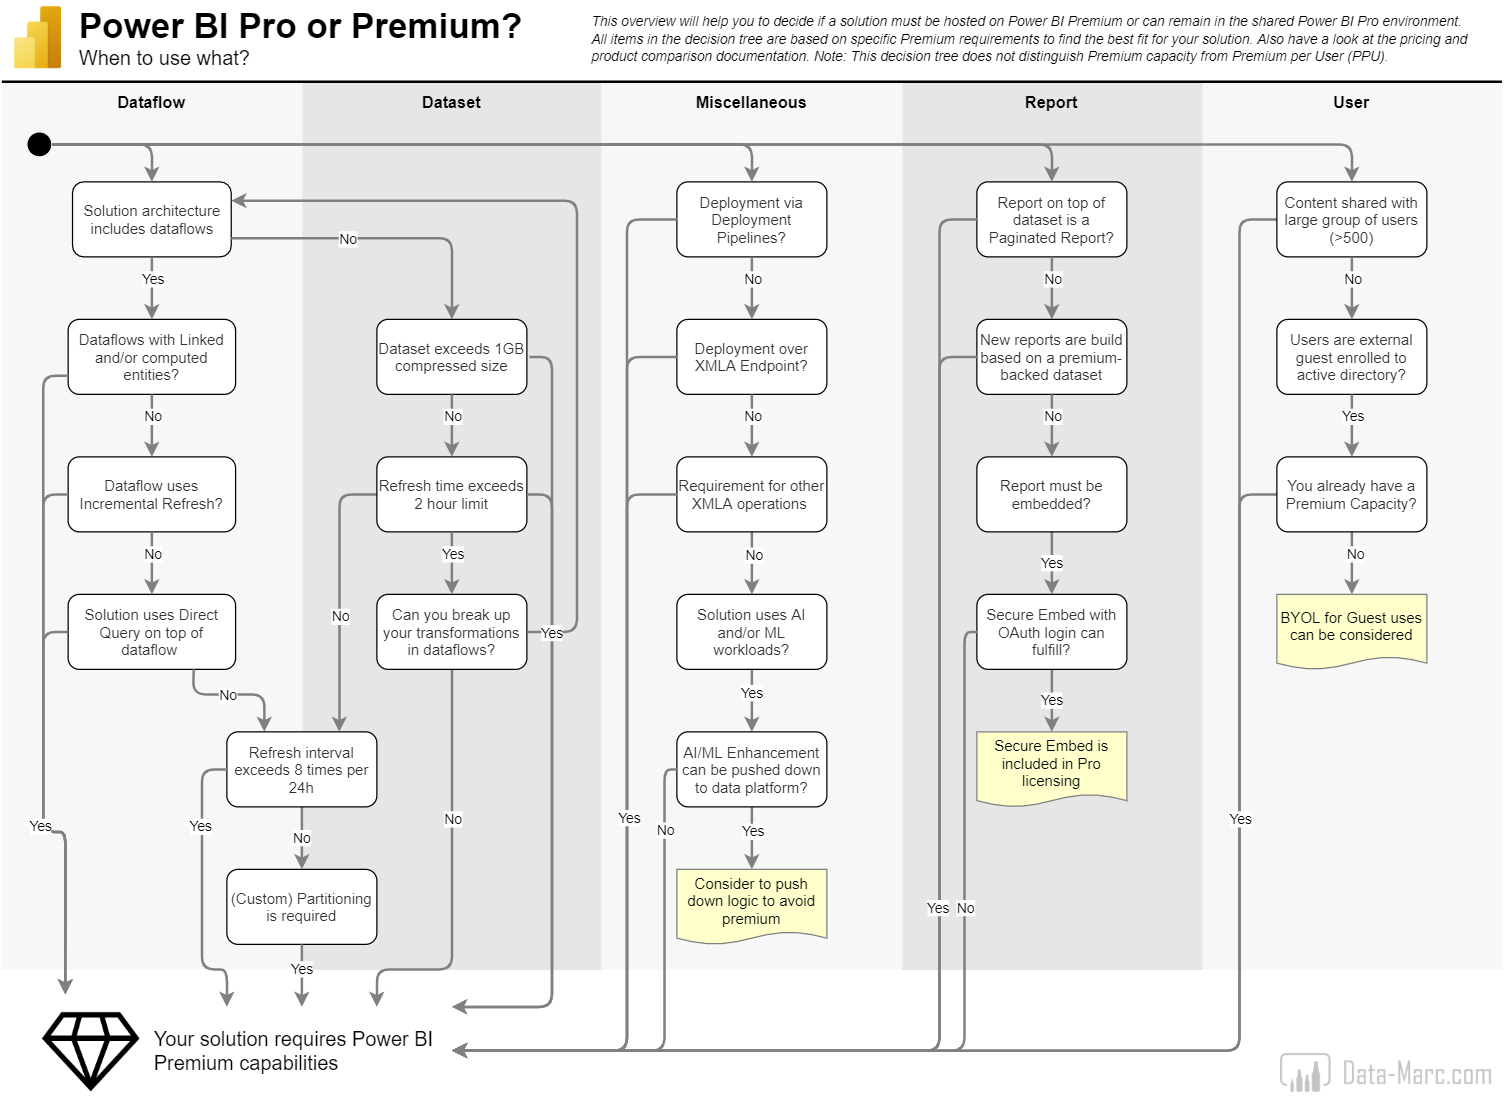 Power BI Pro or Premium?
When to use what?
This overview will help you to decide if a solution must be hosted on Power BI Premium or can remain in the shared Power BI Pro environment.
All items in the decision tree are based on specific Premium requirements to find the best fit for your solution. Also have a look at the pricing and
product comparison documentation. Note: This decision tree does not distinguish Premium capacity from Premium per User (PPU).
Dataflow
Solution architecture
includes dataflows
No
Yes
Dataflows with Linked
and/or computed
entities?
No
Dataflow uses
Incremental Refresh?
No
Solution uses Direct
Query on top of
dataflow
No
Yes
Refresh interval
exceeds 8 times per
24h
Yes
No
(Custom) Partitioning
is required
Yes
Dataset
Dataset exceeds 1GB
compressed size
No
Refresh time exceeds
2 hour limit
Yes
No
Can you break up
your transformations
in dataflows?
Yes
No
Miscellaneous
Deployment via
Deployment
Pipelines?
No
Deployment over
XMLA Endpoint?
No
Requirement for other
XMLA operations
No
Solution uses AI
and/or ML
workloads?
Yes
AI/ML Enhancement
can be pushed down
to data platform?
Yes
No
Yes
Consider to push
down logic to avoid
premium
Report
Report on top of
dataset is a
Paginated Report?
No
New reports are build
based on a premium-
backed dataset
No
Report must be
embedded?
Yes
Secure Embed with
OAuth login can
fulfill?
Yes
Secure Embed is
included in Pro
licensing
Yes
No
User
Content shared with
large group of users
(>500)
No
Users are external
guest enrolled to
active directory?
Yes
You already have a
Premium Capacity?
No
BYOL for Guest uses
can be considered
Yes
Your solution requires Power BI
Premium capabilities
Data-Marc.com